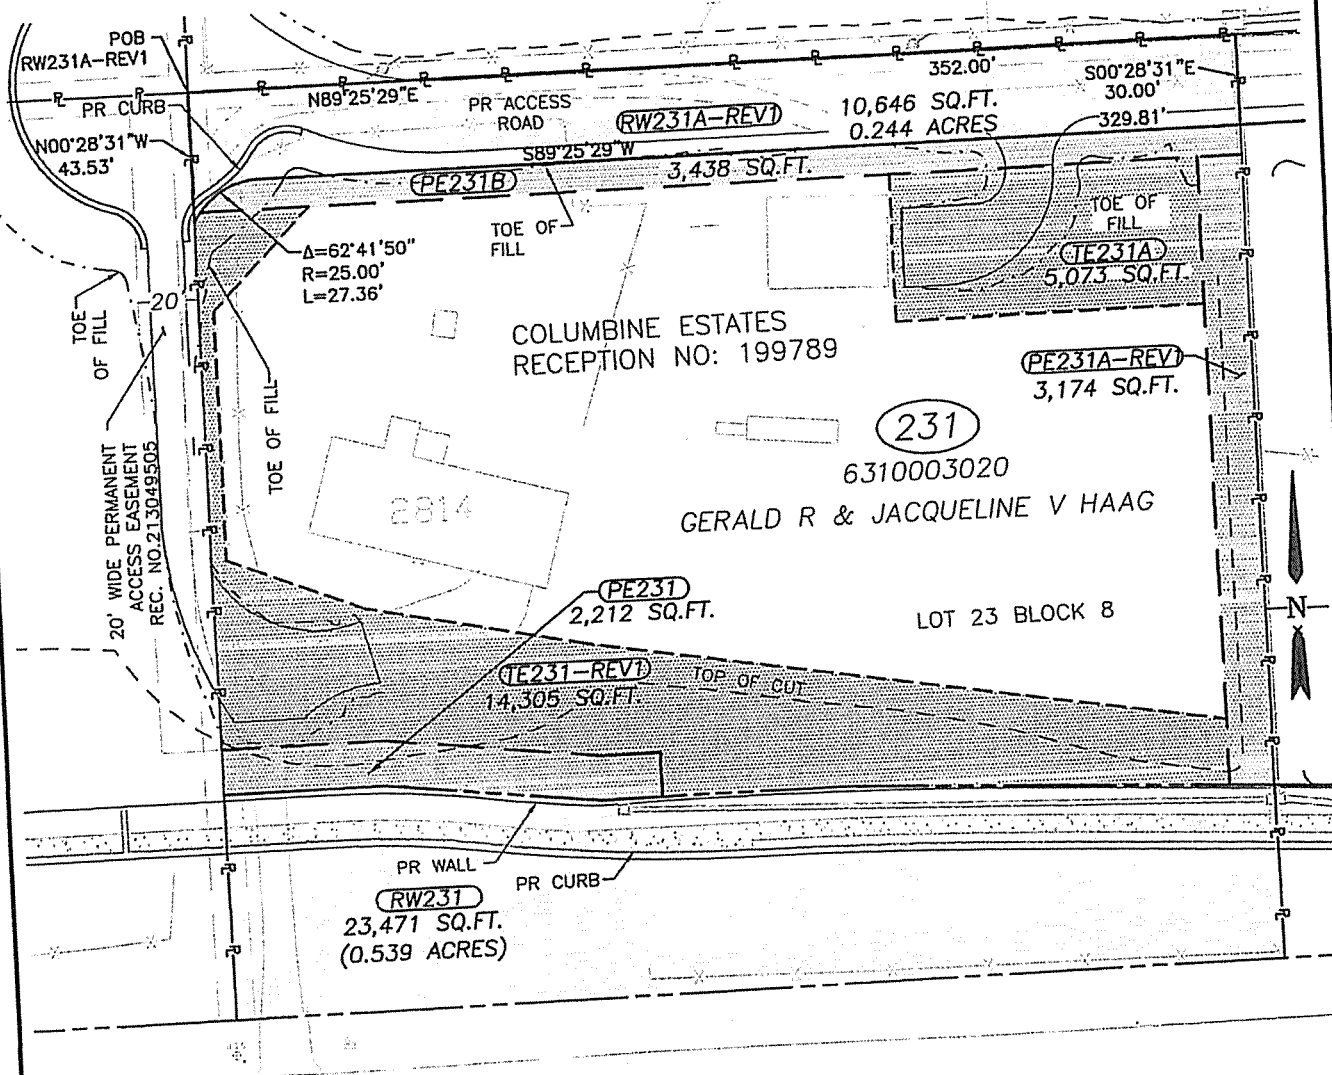 POB
RW231A-REV1
PR CURB
N00°28'31"W
43.53'
N89°25'29"E
PR ACCESS
ROAD
RW231A-REV1
352.00'
10,646 SQ.FT.
0.244 ACRES
S00°28'31"E
30.00'
329.81'
S89°25'29"W
PE231B
3,438 SQ.FT.
TOE OF
FILL
TOE OF
FILL
TE231A
5,073 SQ.FT.
Δ=62°41'50"
R=25.00'
L=27.36'
20'
TOE
OF FILL
TOE OF FILL
COLUMBINE ESTATES
RECEPTION NO: 199789
PE231A-REV1
3,174 SQ.FT.
231
6310003020
GERALD R & JACQUELINE V HAAG
2814
20' WIDE PERMANENT
ACCESS EASEMENT
REC. NO.213049505
PE231
2,212 SQ.FT.
LOT 23 BLOCK 8
N
TE231-REV1
14,305 SQ.FT.
TOP OF CUT
PR WALL
PR CURB
RW231
23,471 SQ.FT.
(0.539 ACRES)